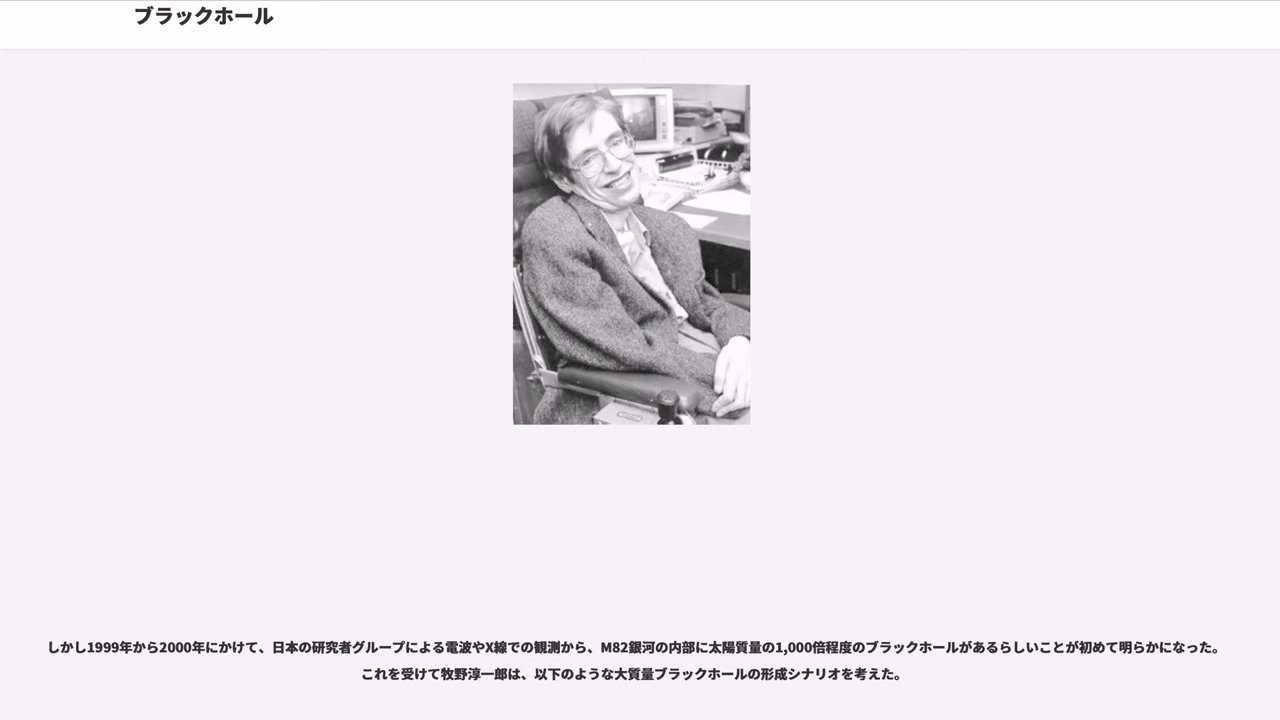 ブラックホール
しかし1999年から2000年にかけて、日本の研究者グループによる電波やX線での観測から、M82銀河の内部に太陽質量の1,000倍程度のブラックホールがあるらしいことが初めて明らかになった。
これを受けて牧野淳一郎は、以下のような大質量ブラックホールの形成シナリオを考えた。